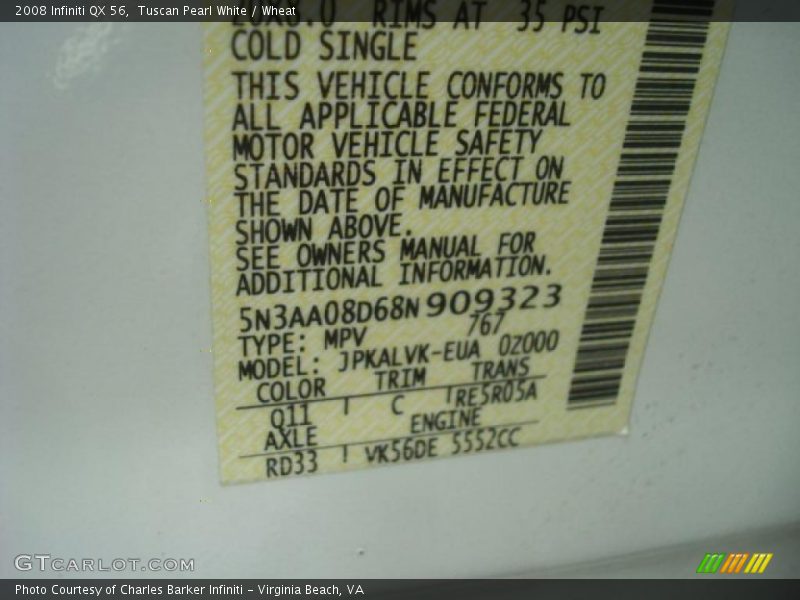 2008 Infiniti QX 56, Tuscan Pearl White / Wheat
RIMS AT 35 PSI
COLD SINGLE
THIS VEHICLE CONFORMS TO
ALL APPLICABLE FEDERAL
MOTOR VEHICLE SAFETY
STANDARDS IN EFFECT ON
THE DATE OF MANUFACTURE
SHOWN ABOVE.
SEE OWNERS MANUAL FOR
ADDITIONAL INFORMATION.
5N3AA08D68N 909323
TYPE: MPV 767
MODEL: JPKALVK-EUA 0Z000
COLOR TRIM TRANS
Q11 C RE5R05A
AXLE ENGINE
RD33 VK56DE 5552CC
GTCARLOT.COM
Photo Courtesy of Charles Barker Infiniti - Virginia Beach, VA